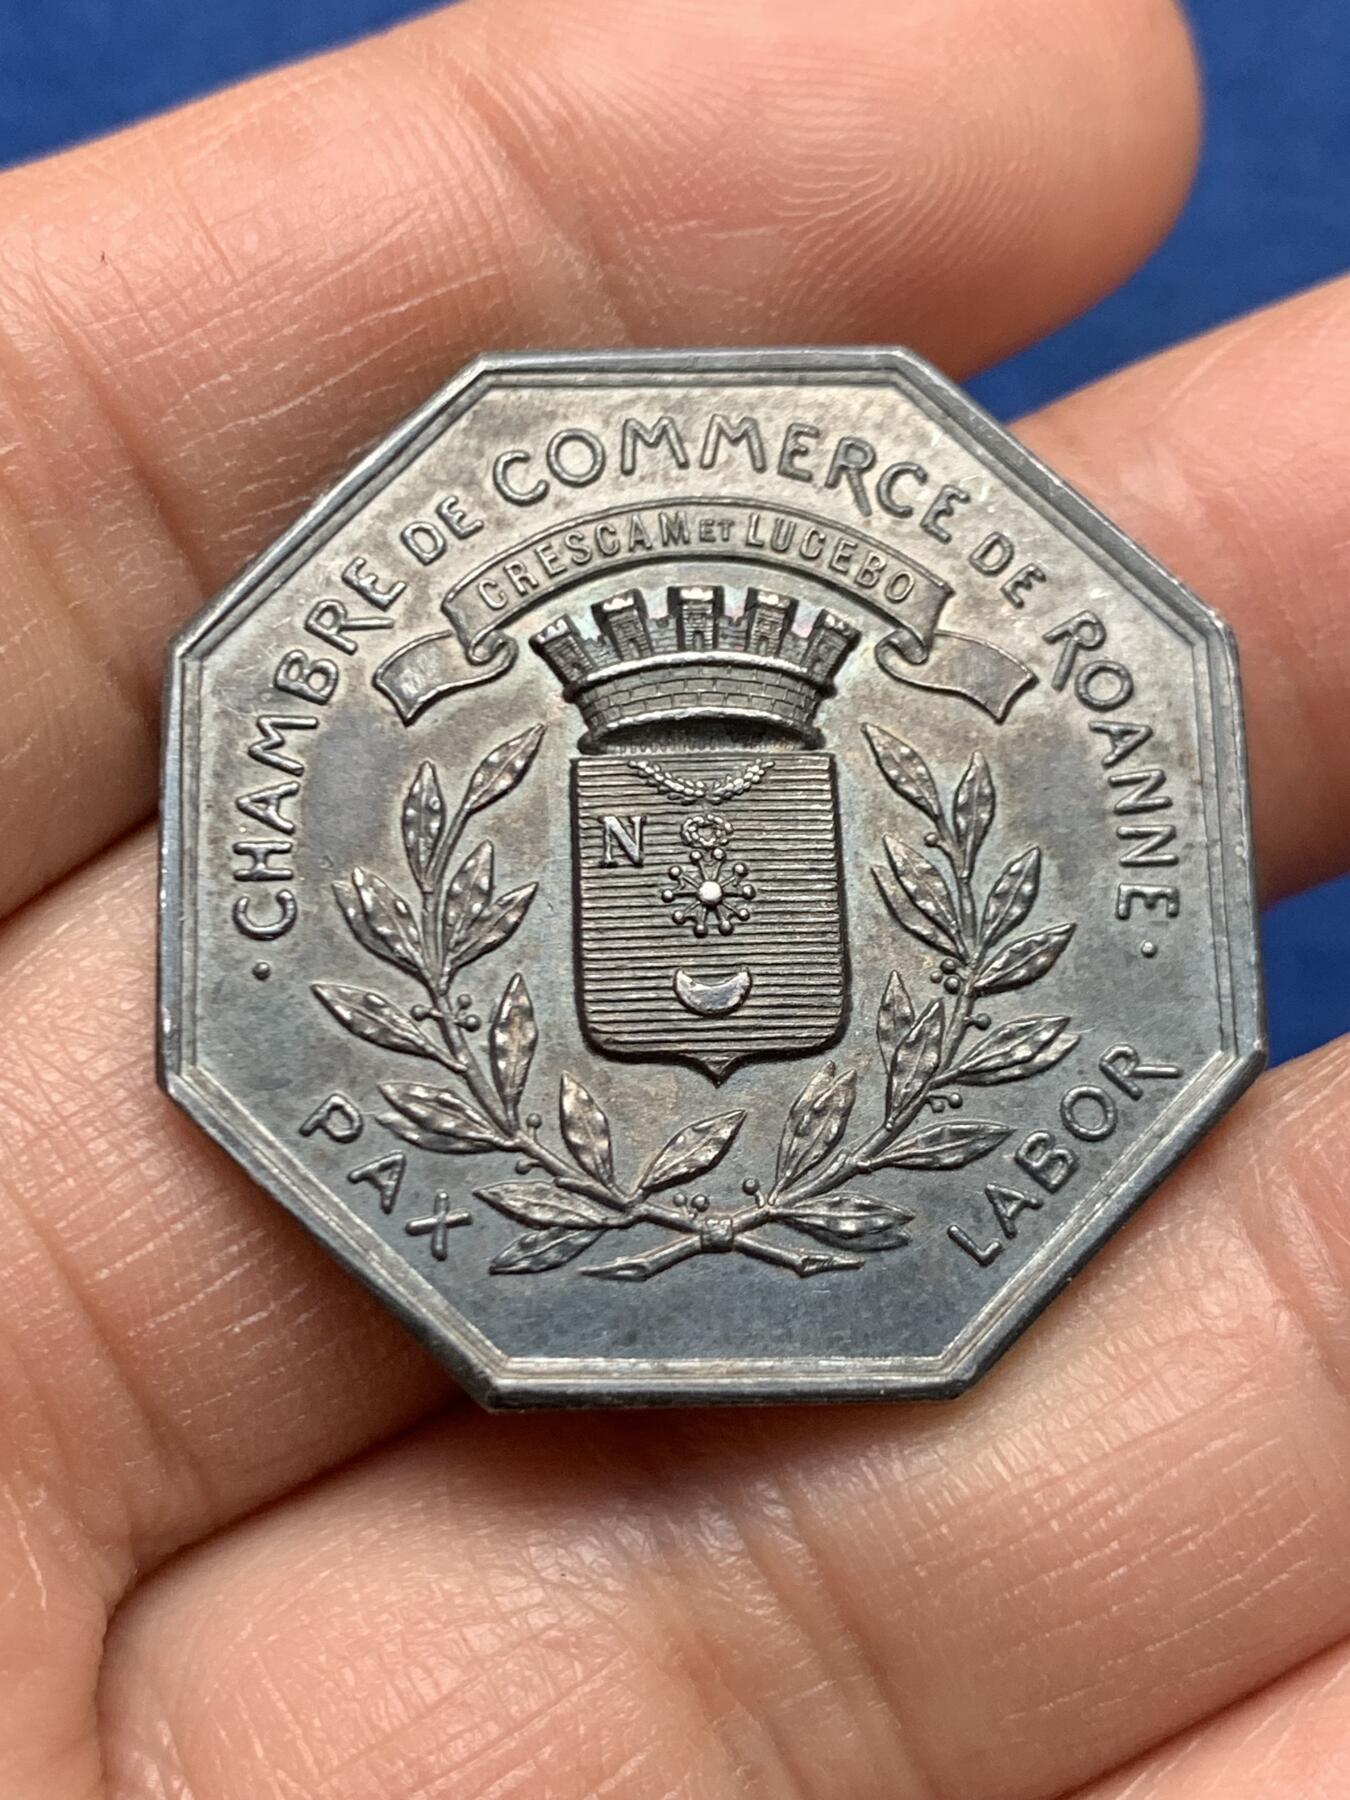 · CHAMBRE DE COMMERCE DE ROANNE ·
CRESCAM ET LUCEBO
N
PAX
LABOR